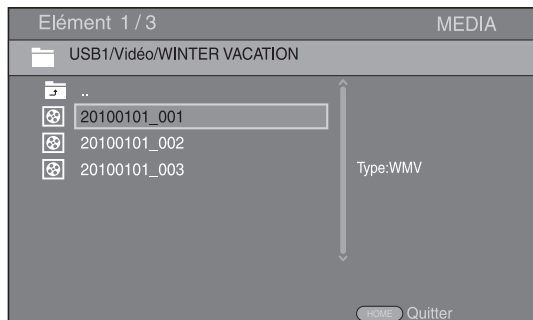 Elément 1 / 3 MEDIA
USB1/Vidéo/WINTER VACATION
..
20100101_001
20100101_002
20100101_003
Type:WMV
HOME Quitter